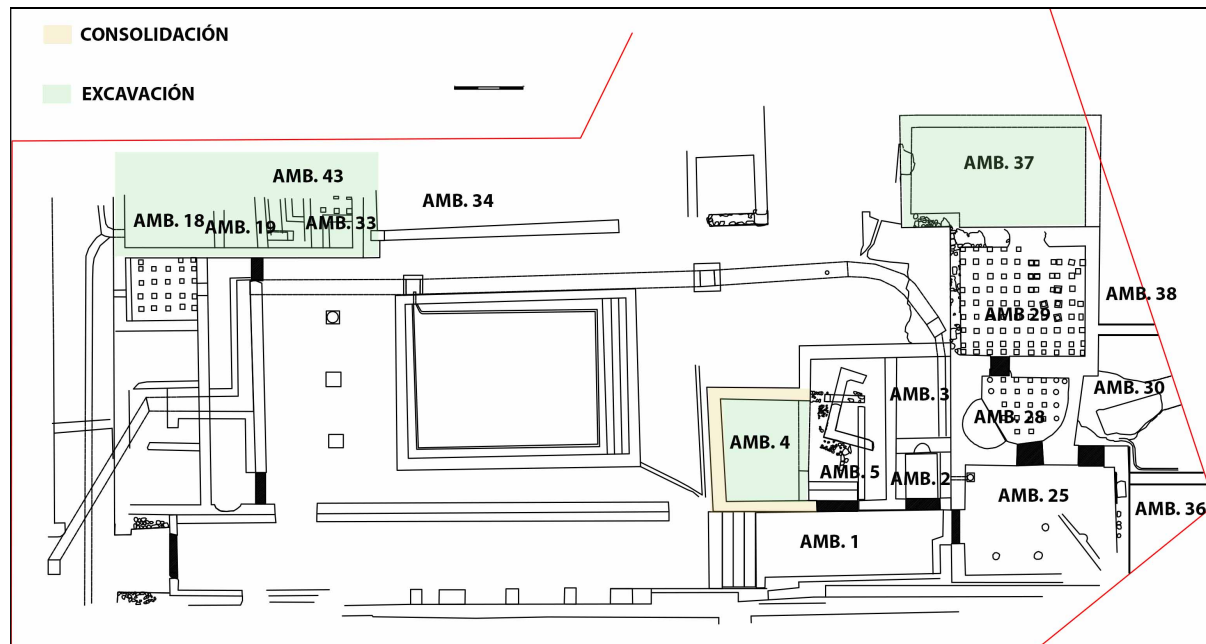 CONSOLIDACIÓN
EXCAVACIÓN
AMB. 37
AMB. 43
AMB. 34
AMB. 18
AMB. 19
AMB. 33
AMB. 38
AMB. 29
AMB. 3
AMB. 30
AMB. 28
AMB. 4
AMB. 5
AMB. 2
AMB. 25
AMB. 36
AMB. 1